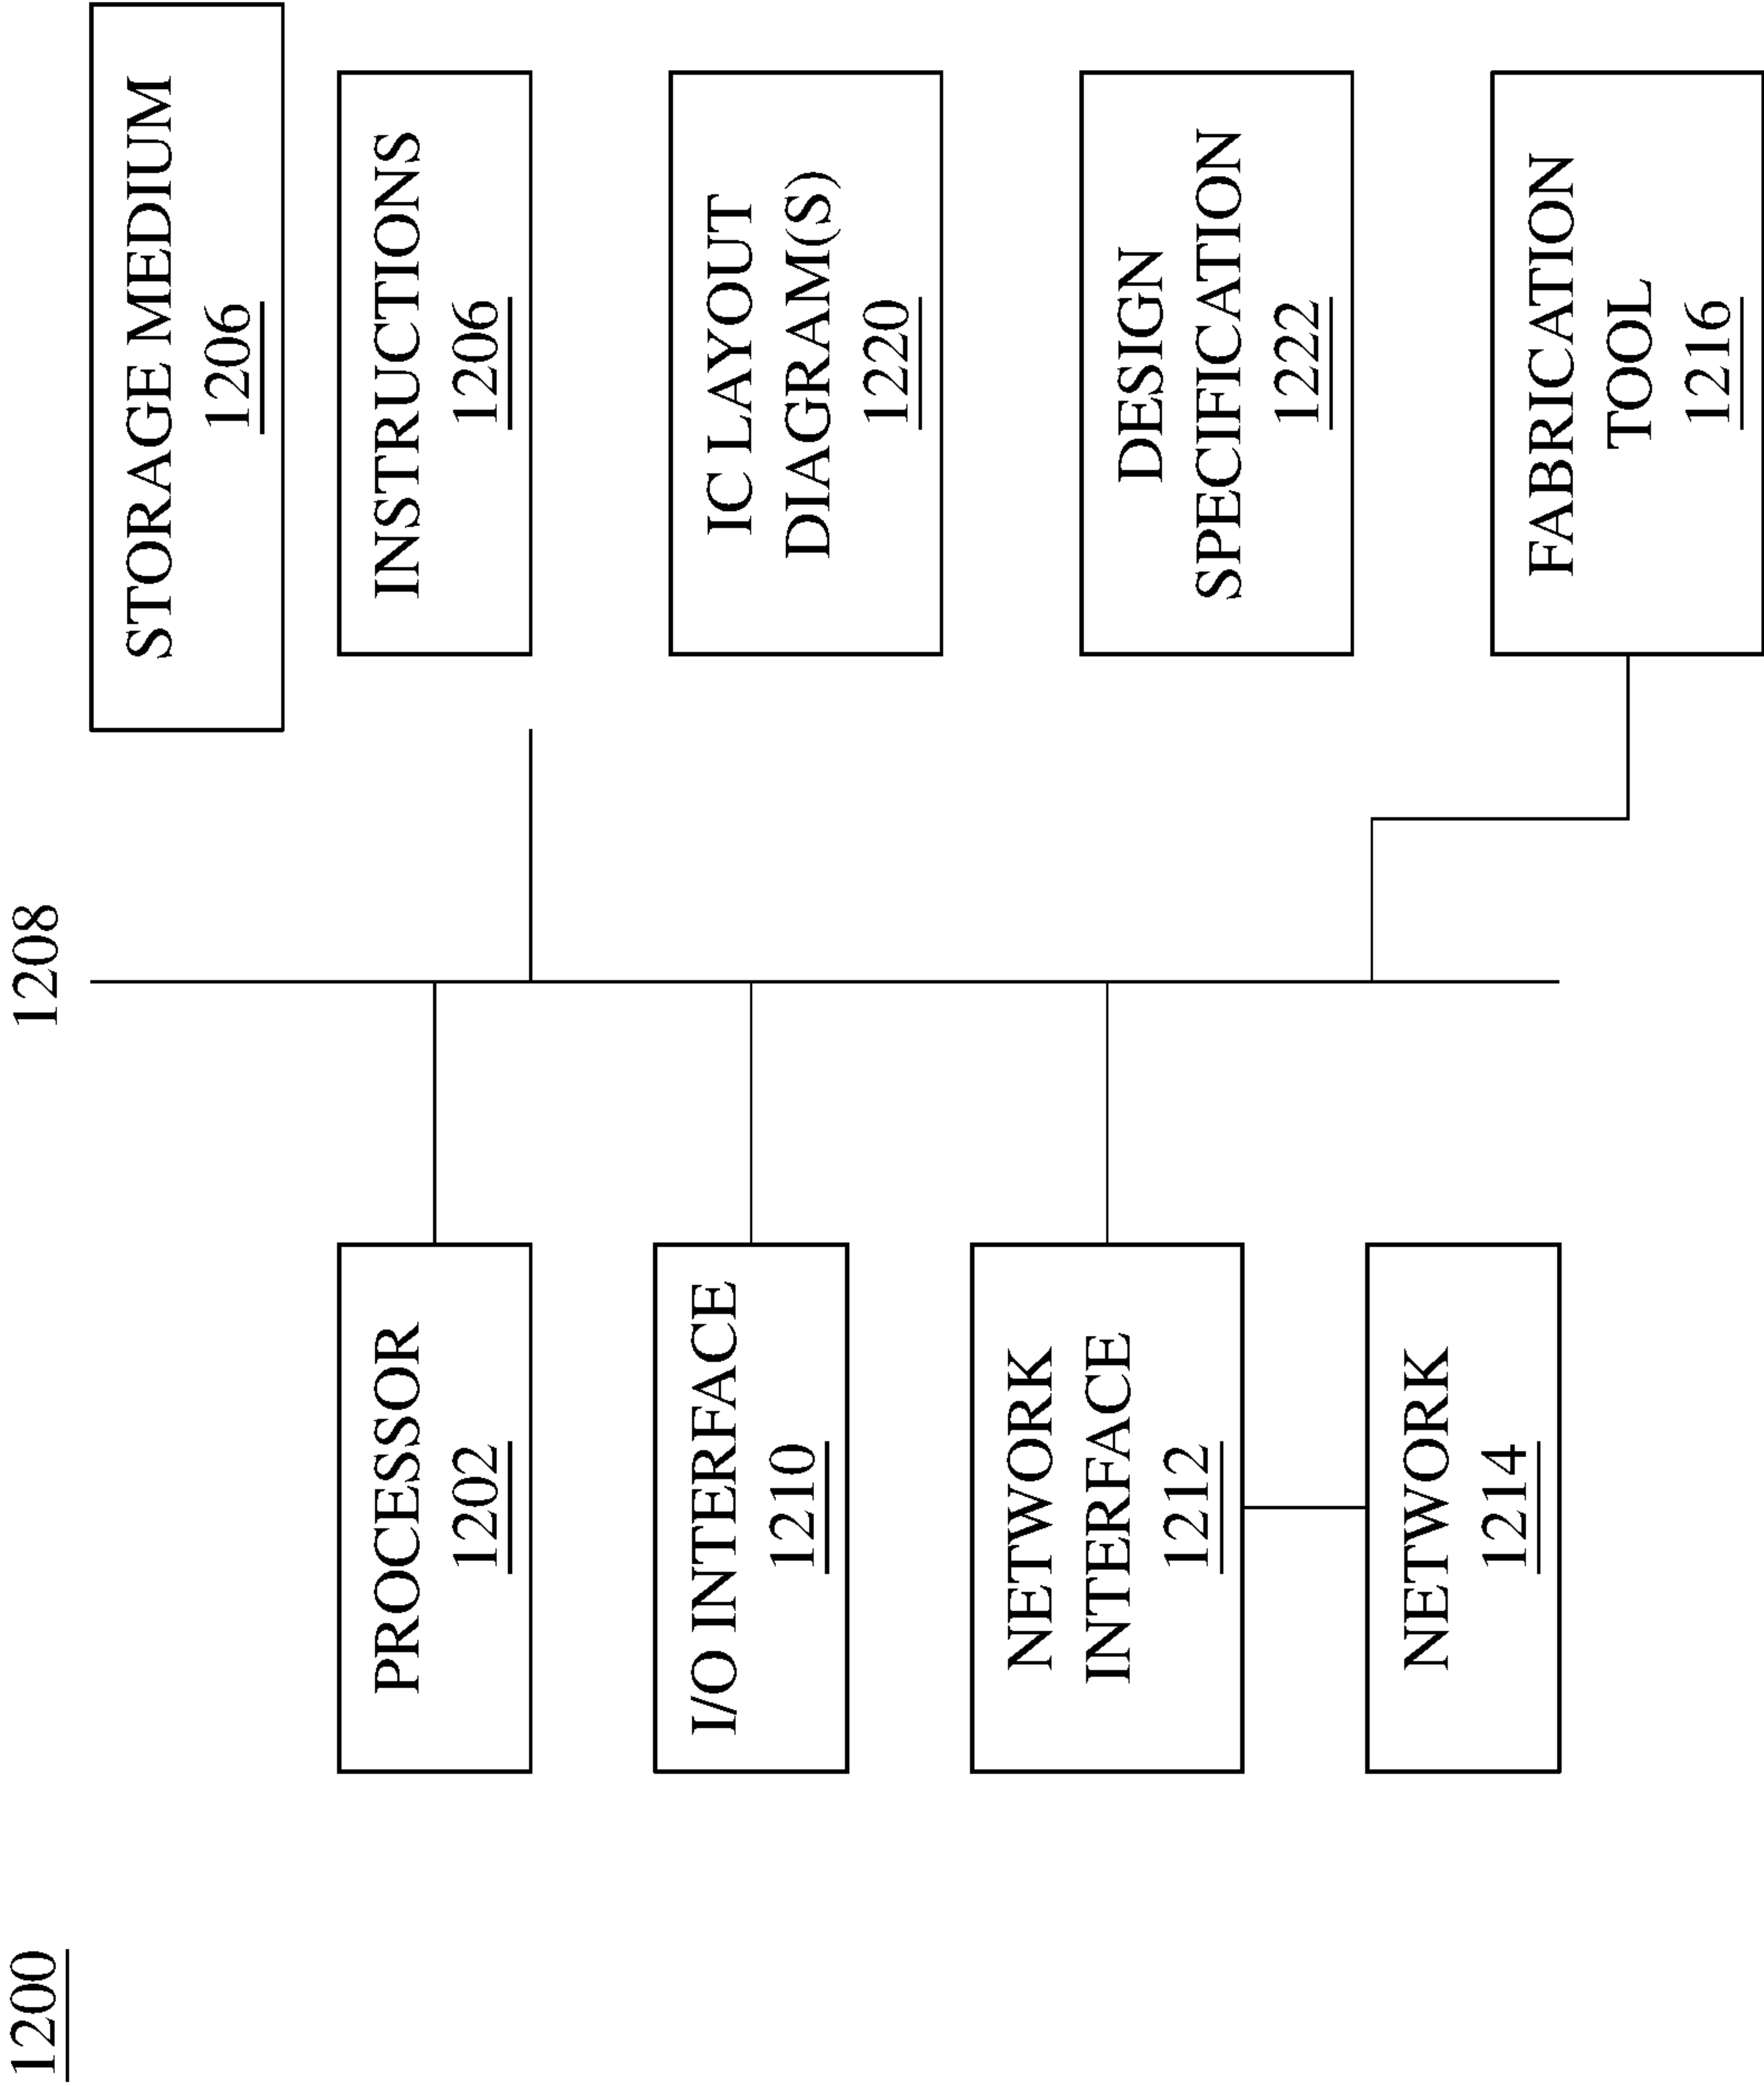 1200
1208
PROCESSOR
1202
I/O INTERFACE
1210
NETWORK
INTERFACE
1212
NETWORK
1214
STORAGE MEDIUM
1206
INSTRUCTIONS
1206
IC LAYOUT
DIAGRAM(S)
1220
DESIGN
SPECIFICATION
1222
FABRICATION
TOOL
1216